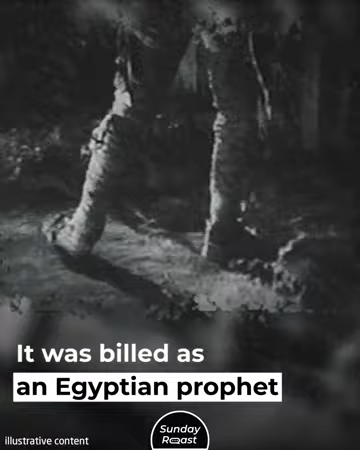 It was billed as
an Egyptian prophet
illustrative content
Sunday
Roast